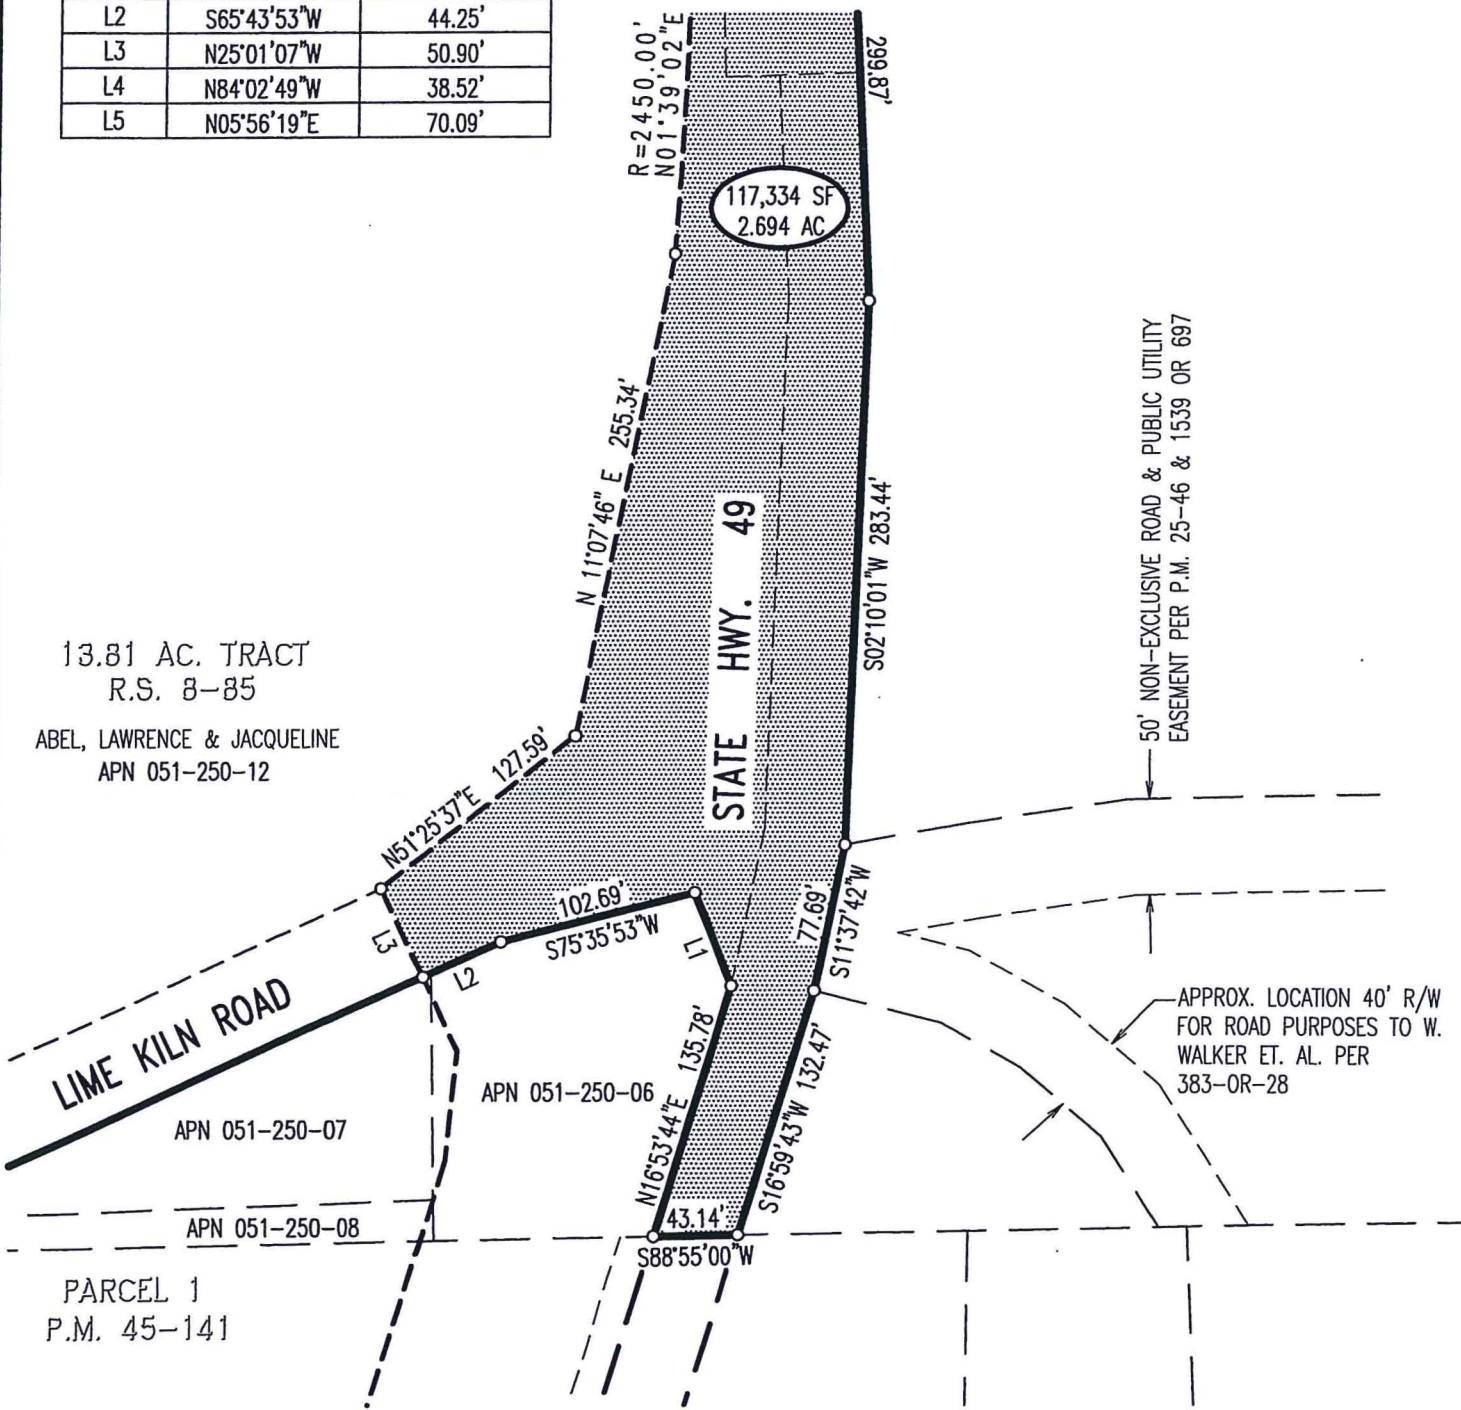 L2 S65°43'53"W 44.25'
L3 N25°01'07"W 50.90'
L4 N84°02'49"W 38.52'
L5 N05°56'19"E 70.09'
R=2450.00'
N01°39'02"E
299.87'
117,334 SF
2.694 AC
N 11°07'46" E 255.34'
STATE HWY. 49
S02°10'01"W 283.44'
50' NON-EXCLUSIVE ROAD & PUBLIC UTILITY
EASEMENT PER P.M. 25-46 & 1539 OR 697
13.81 AC. TRACT
R.S. 8-85
ABEL, LAWRENCE & JACQUELINE
APN 051-250-12
N51°25'37"E 127.59'
102.69'
S75°35'53"W
L3
L2
L1
77.69'
S11°37'42"W
LIME KILN ROAD
APPROX. LOCATION 40' R/W
FOR ROAD PURPOSES TO W.
WALKER ET. AL. PER
383-OR-28
APN 051-250-06
APN 051-250-07
N16°53'44"E 135.78'
S16°59'43"W 132.47'
43.14'
S88°55'00"W
APN 051-250-08
PARCEL 1
P.M. 45-141